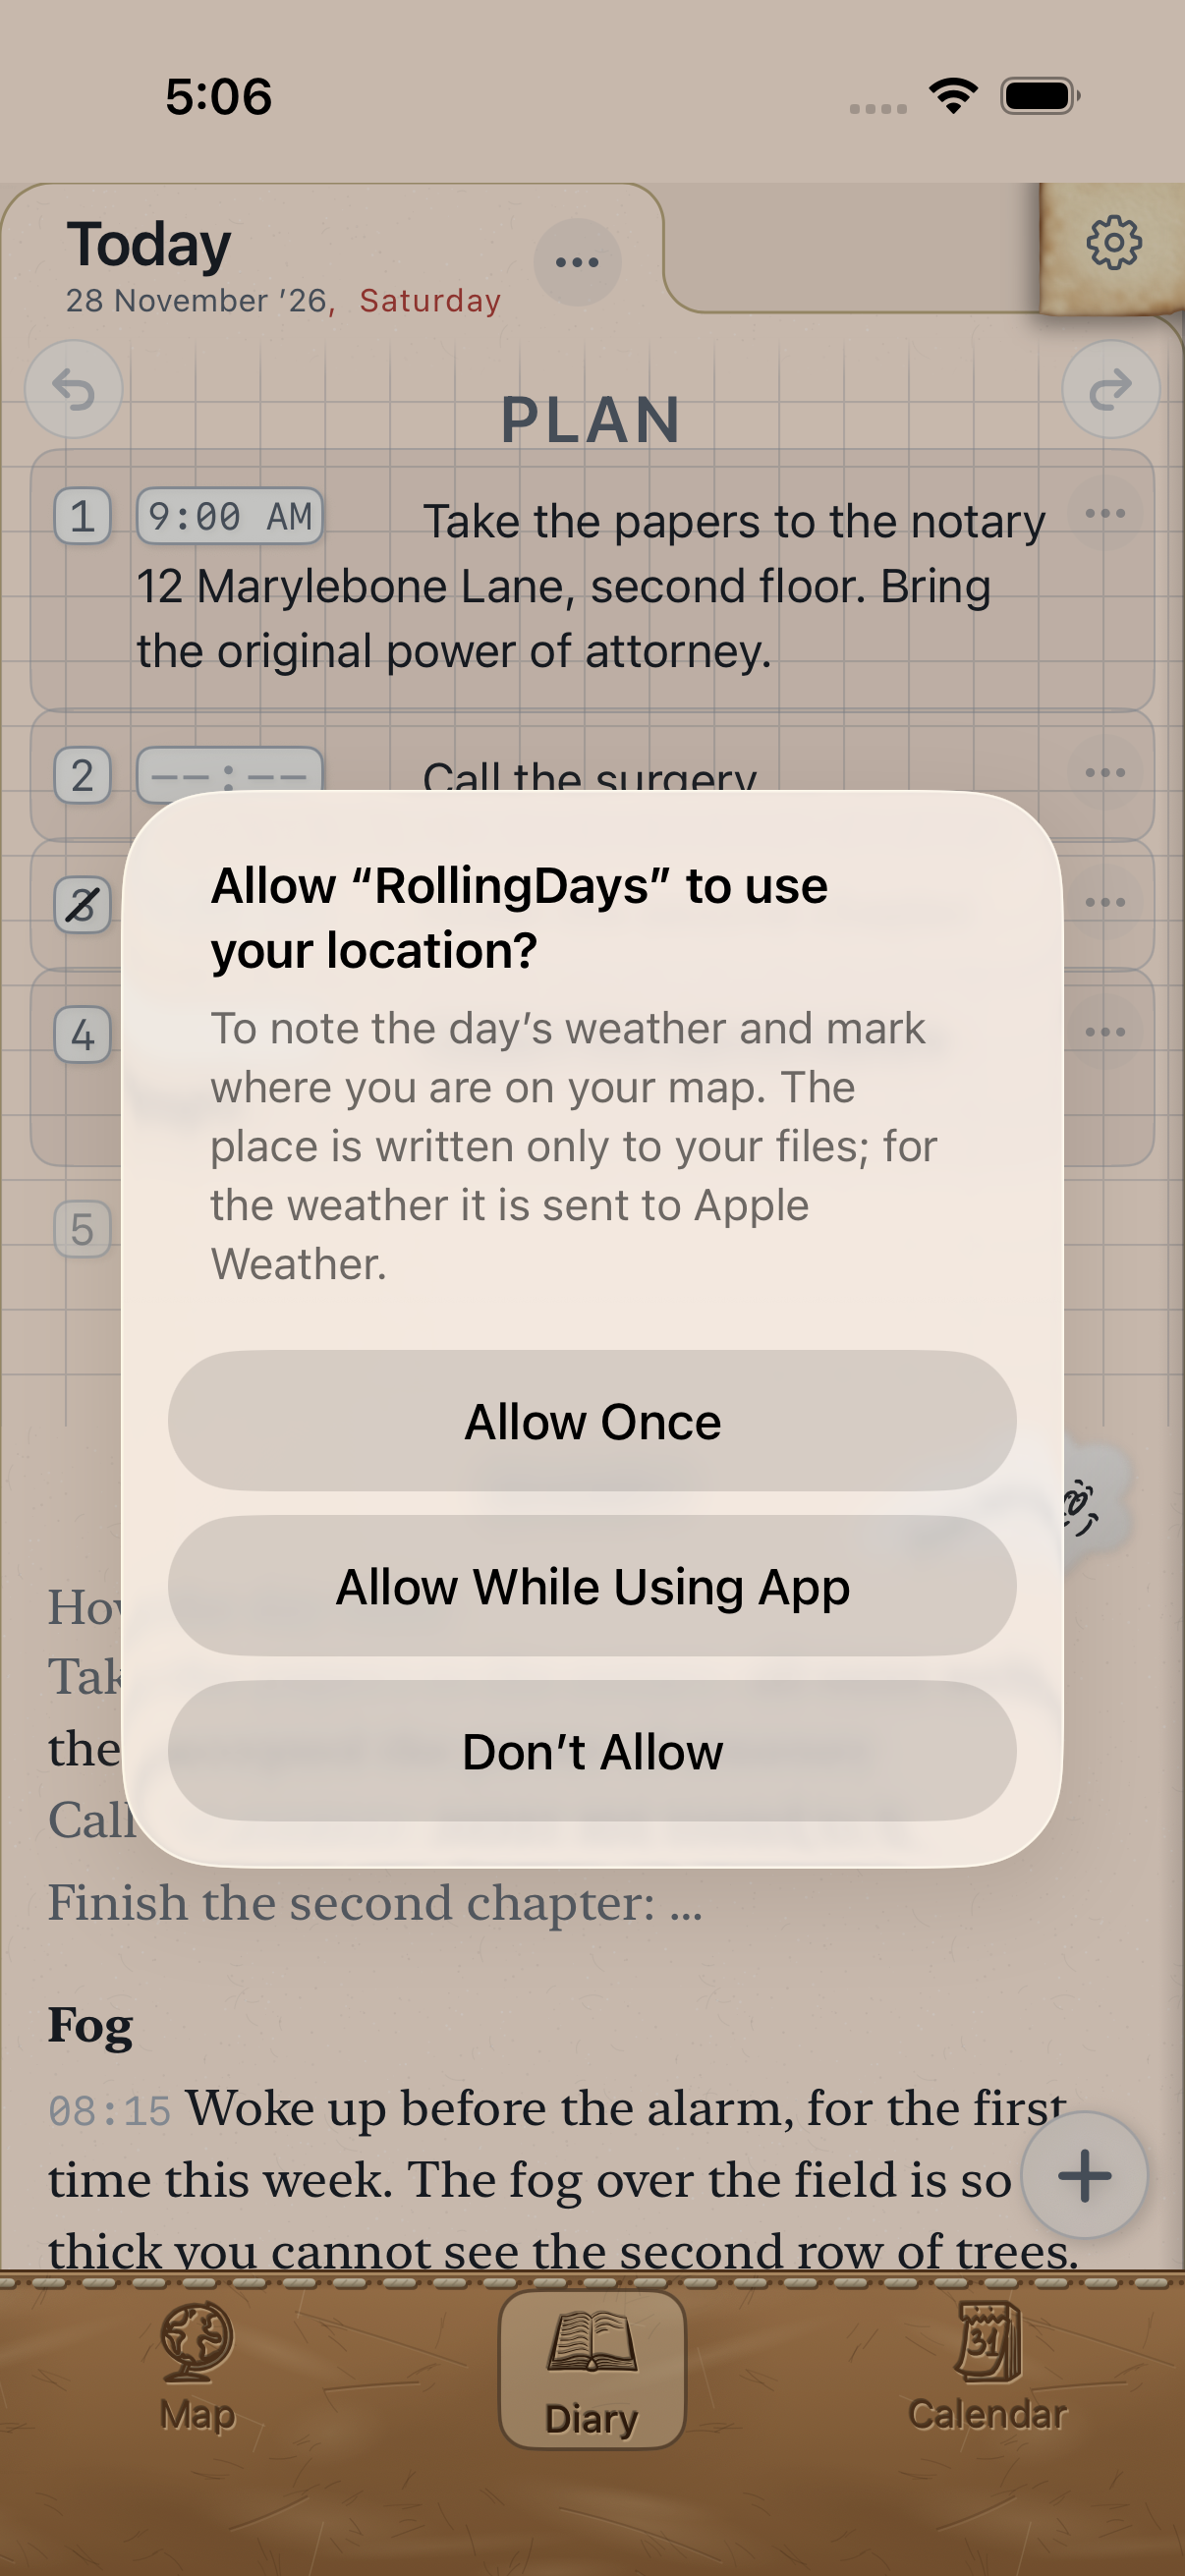 5:06
Today
28 November ’26, Saturday
PLAN
1 9:00 AM Take the papers to the notary
12 Marylebone Lane, second floor. Bring
the original power of attorney.
2 --:-- Call the surgery
3
4
5
Allow “RollingDays” to use
your location?
To note the day’s weather and mark
where you are on your map. The
place is written only to your files; for
the weather it is sent to Apple
Weather.
Allow Once
Allow While Using App
Don’t Allow
the
Call
Finish the second chapter: ...
Fog
08:15 Woke up before the alarm, for the first
time this week. The fog over the field is so
thick you cannot see the second row of trees.
Map
Diary
31
Calendar